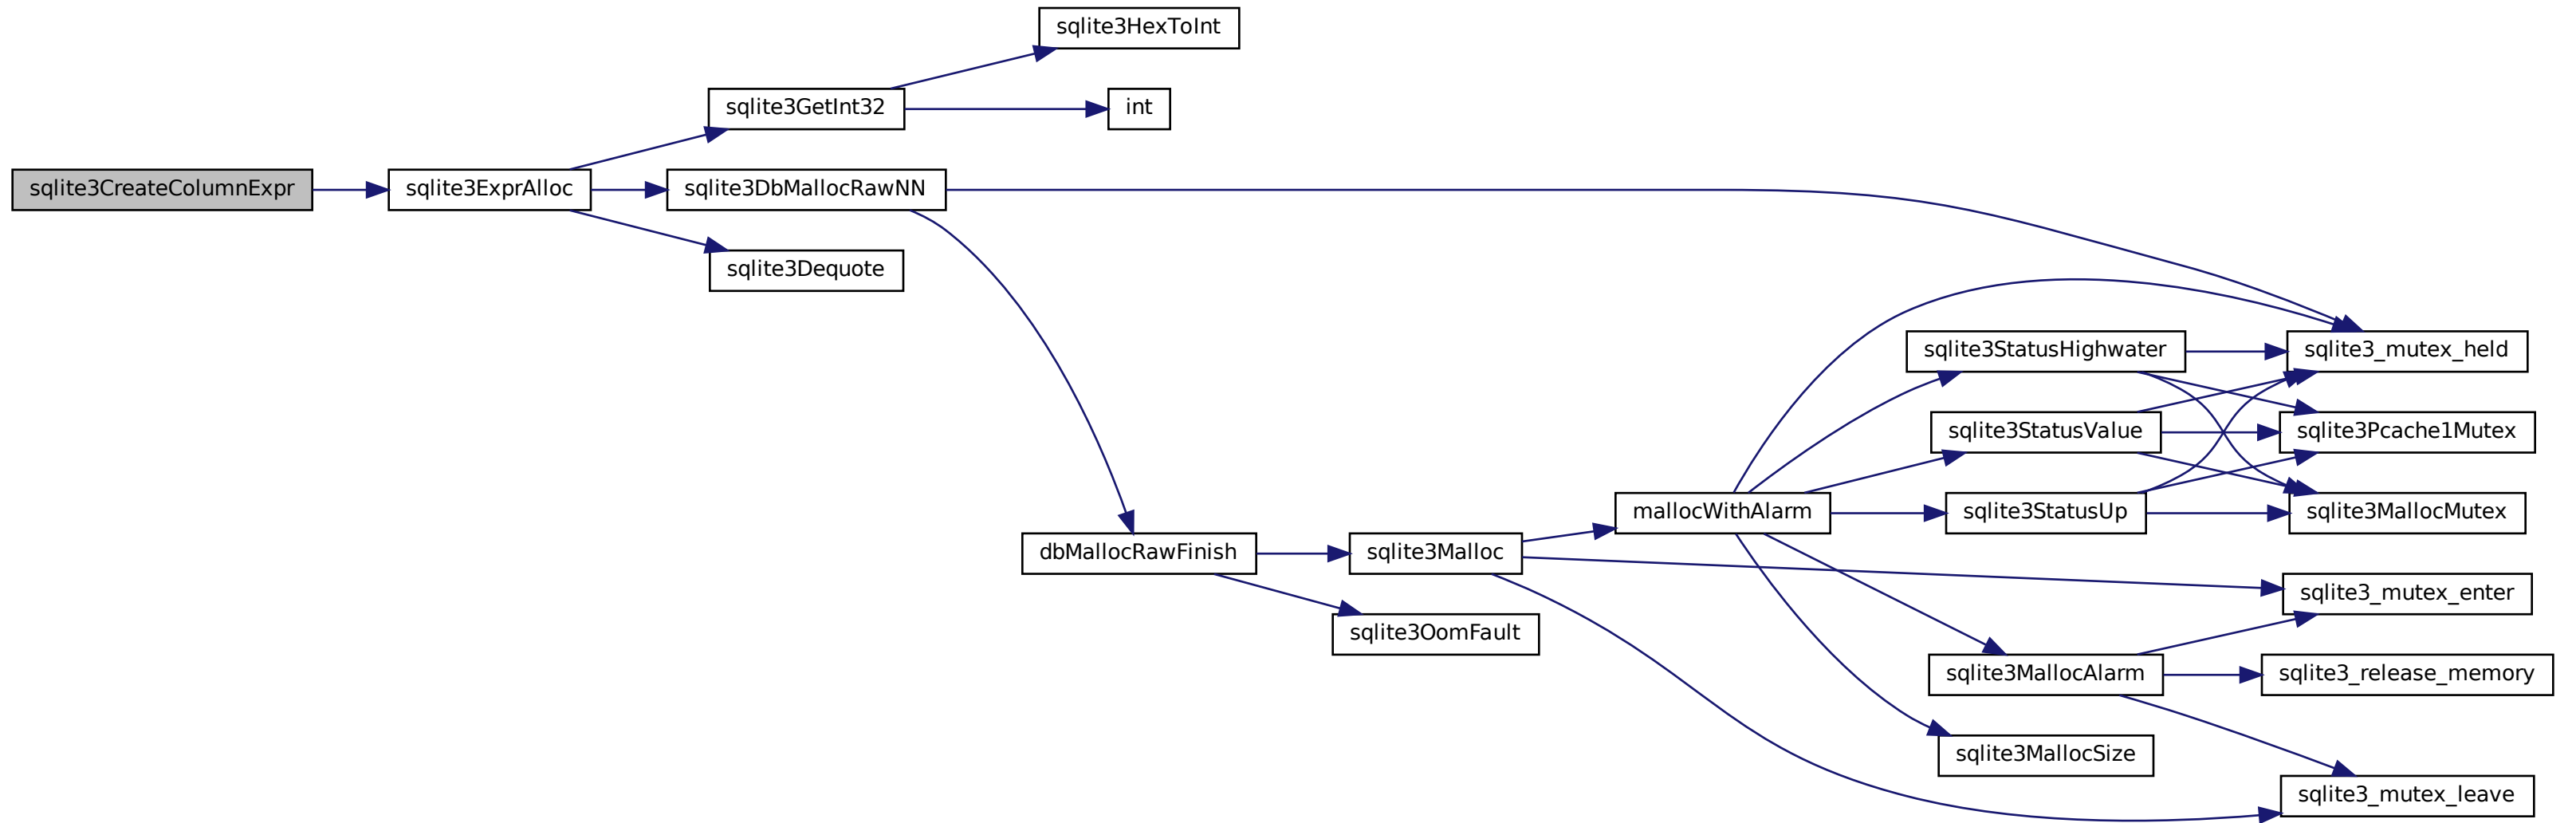 sqlite3HexToInt
sqlite3GetInt32
int
sqlite3CreateColumnExpr
sqlite3ExprAlloc
sqlite3DbMallocRawNN
sqlite3Dequote
sqlite3StatusHighwater
sqlite3_mutex_held
sqlite3StatusValue
sqlite3Pcache1Mutex
mallocWithAlarm
sqlite3StatusUp
sqlite3MallocMutex
dbMallocRawFinish
sqlite3Malloc
sqlite3_mutex_enter
sqlite3OomFault
sqlite3MallocAlarm
sqlite3_release_memory
sqlite3MallocSize
sqlite3_mutex_leave